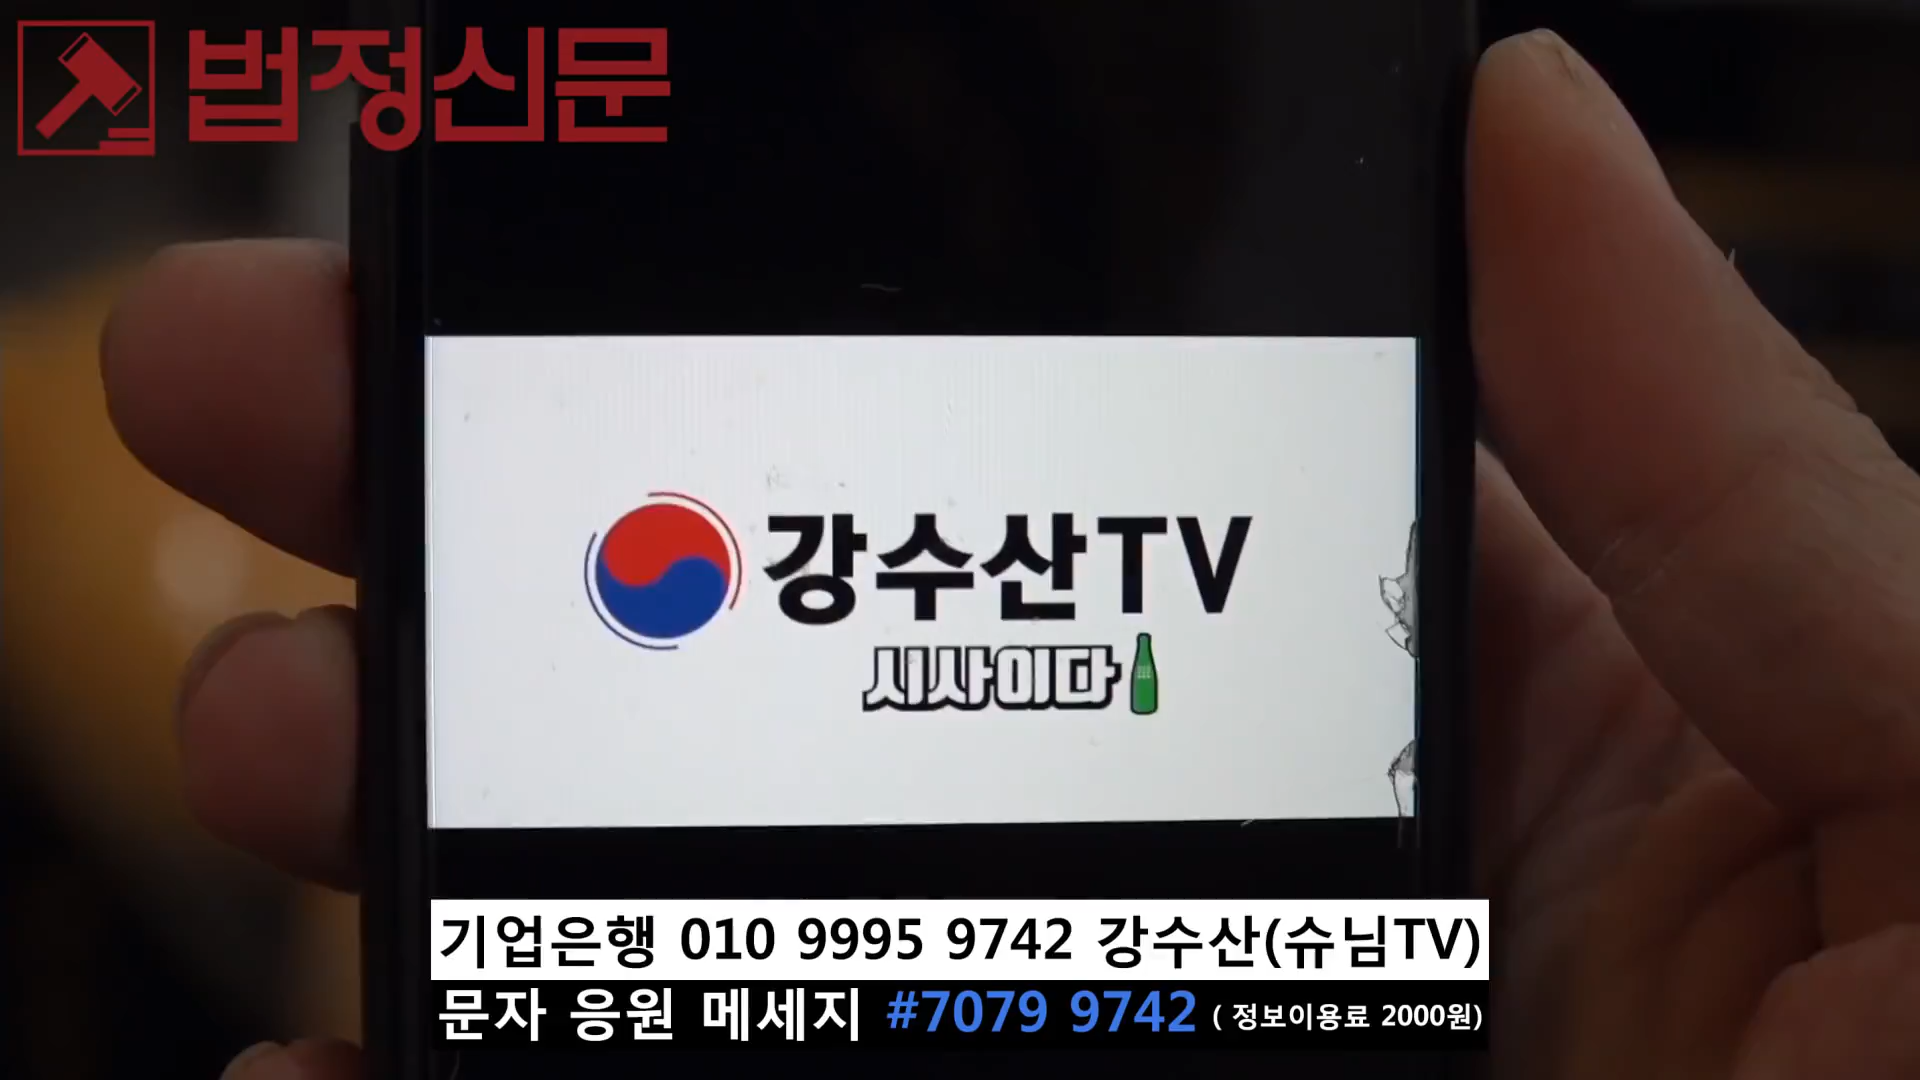 법정신문
강수산TV
시사이다
기업은행 010 9995 9742 강수산(슈님TV)
문자 응원 메세지 #7079 9742 ( 정보이용료 2000원)